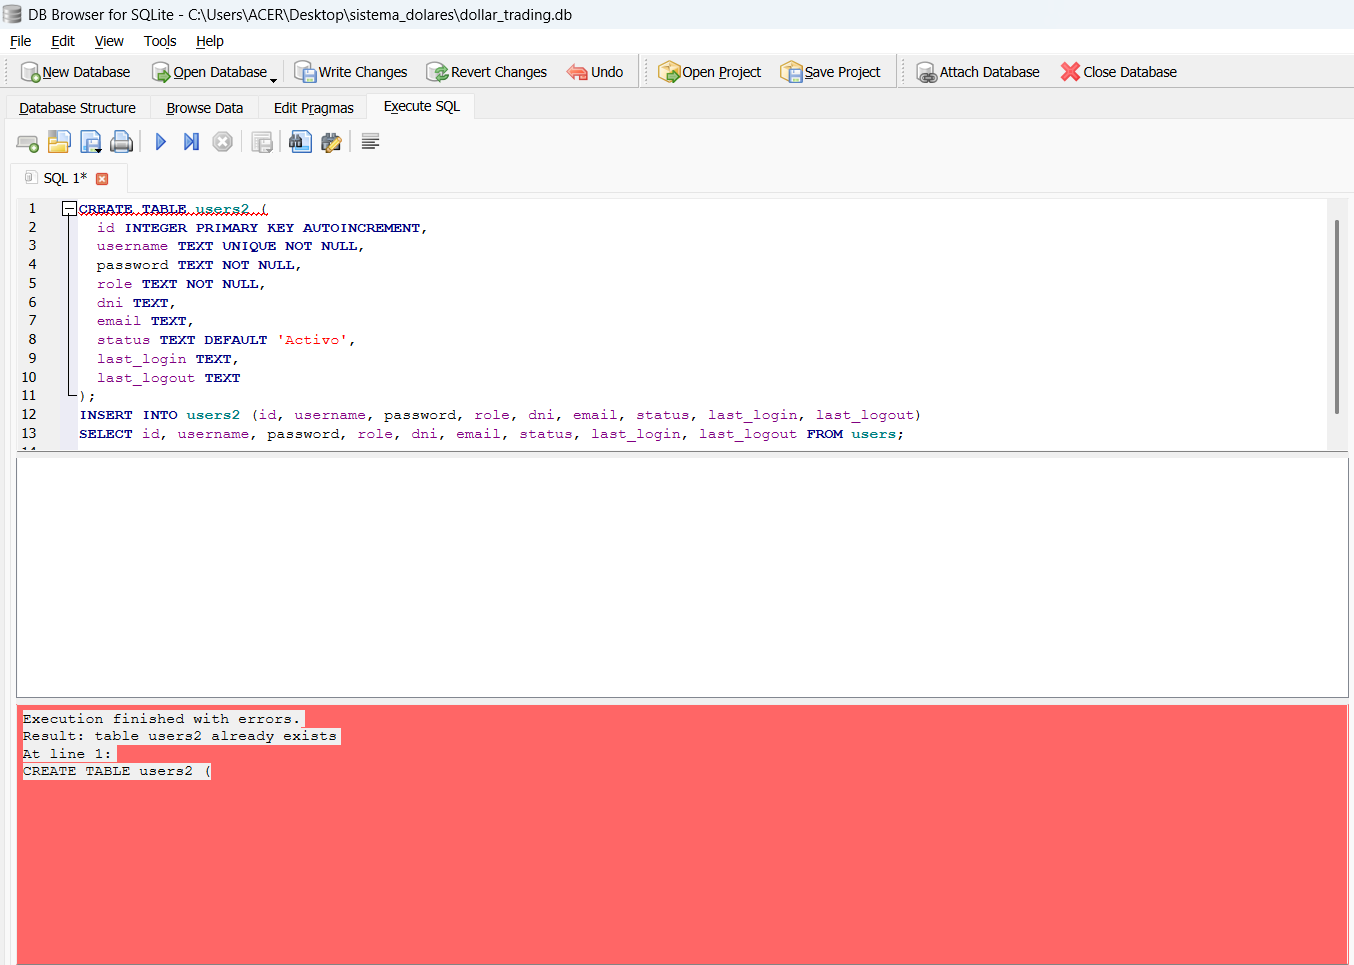 DB Browser for SQLite - C:\Users\ACER\Desktop\sistema_dolares\dollar_trading.db
File Edit View Tools Help
New Database Open Database Write Changes Revert Changes Undo Open Project Save Project Attach Database Close Database
Database Structure Browse Data Edit Pragmas Execute SQL
SQL 1*
1 CREATE TABLE users2 (
2 id INTEGER PRIMARY KEY AUTOINCREMENT,
3 username TEXT UNIQUE NOT NULL,
4 password TEXT NOT NULL,
5 role TEXT NOT NULL,
6 dni TEXT,
7 email TEXT,
8 status TEXT DEFAULT 'Activo',
9 last_login TEXT,
10 last_logout TEXT
11 );
12 INSERT INTO users2 (id, username, password, role, dni, email, status, last_login, last_logout)
13 SELECT id, username, password, role, dni, email, status, last_login, last_logout FROM users;
Execution finished with errors.
Result: table users2 already exists
At line 1:
CREATE TABLE users2 (